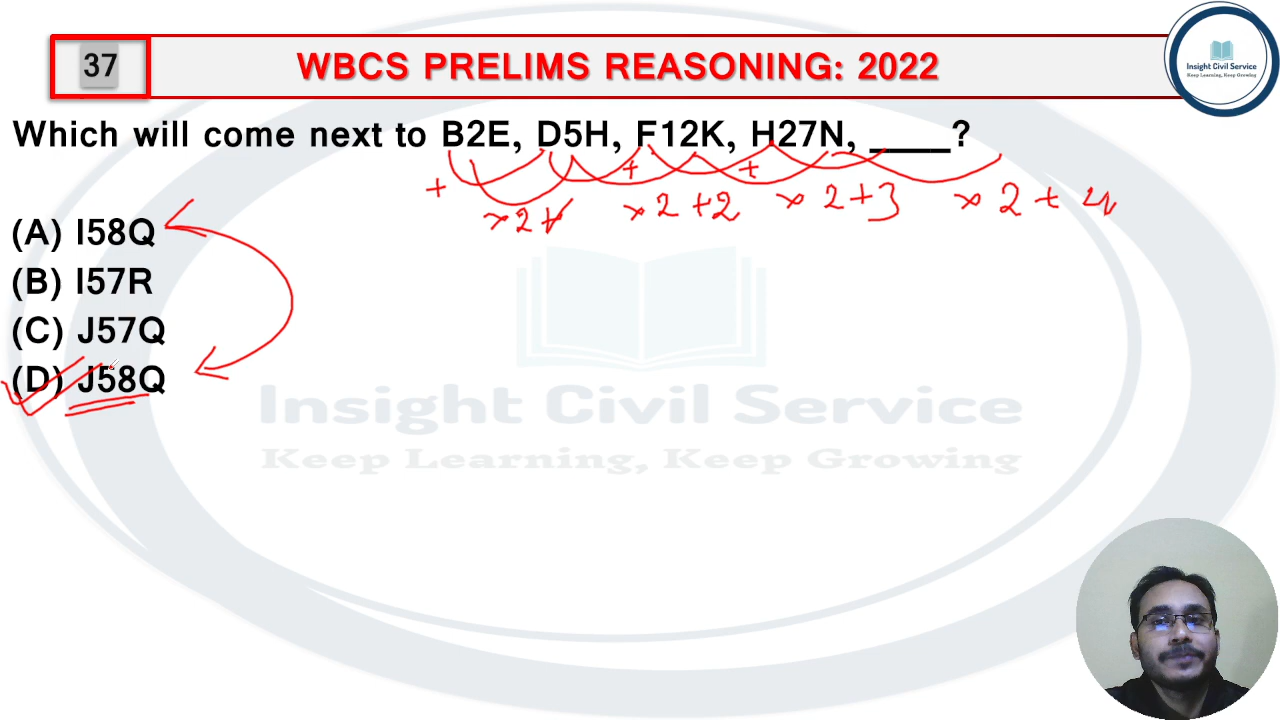 37
WBCS PRELIMS REASONING: 2022
Insight Civil Service
Keep Learning, Keep Growing
Which will come next to B2E, D5H, F12K, H27N, ____?
+ + +
×2+ ×2+2 ×2+3 ×2+4
(A) I58Q
(B) I57R
(C) J57Q
(D) J58Q
Insight Civil Service
Keep Learning, Keep Growing